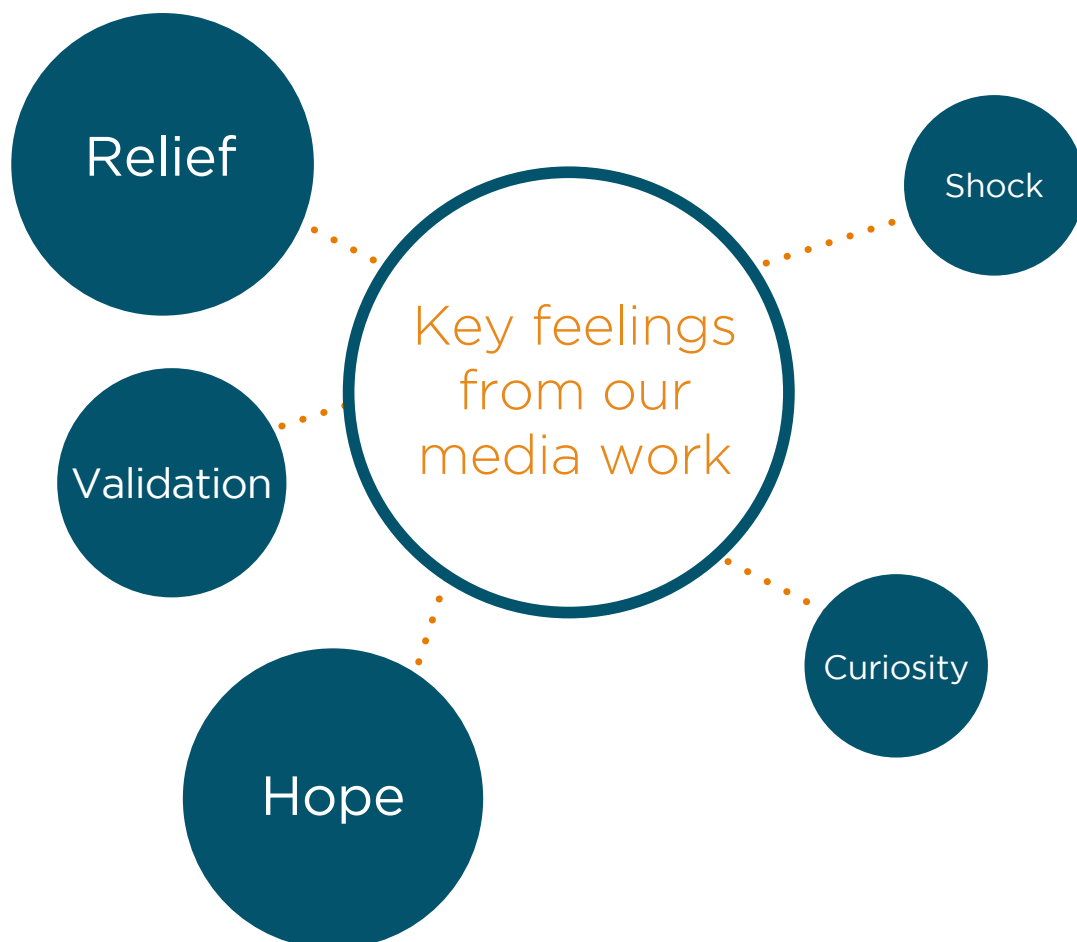 Relief
Shock
Key feelings
from our
media work
Validation
Curiosity
Hope